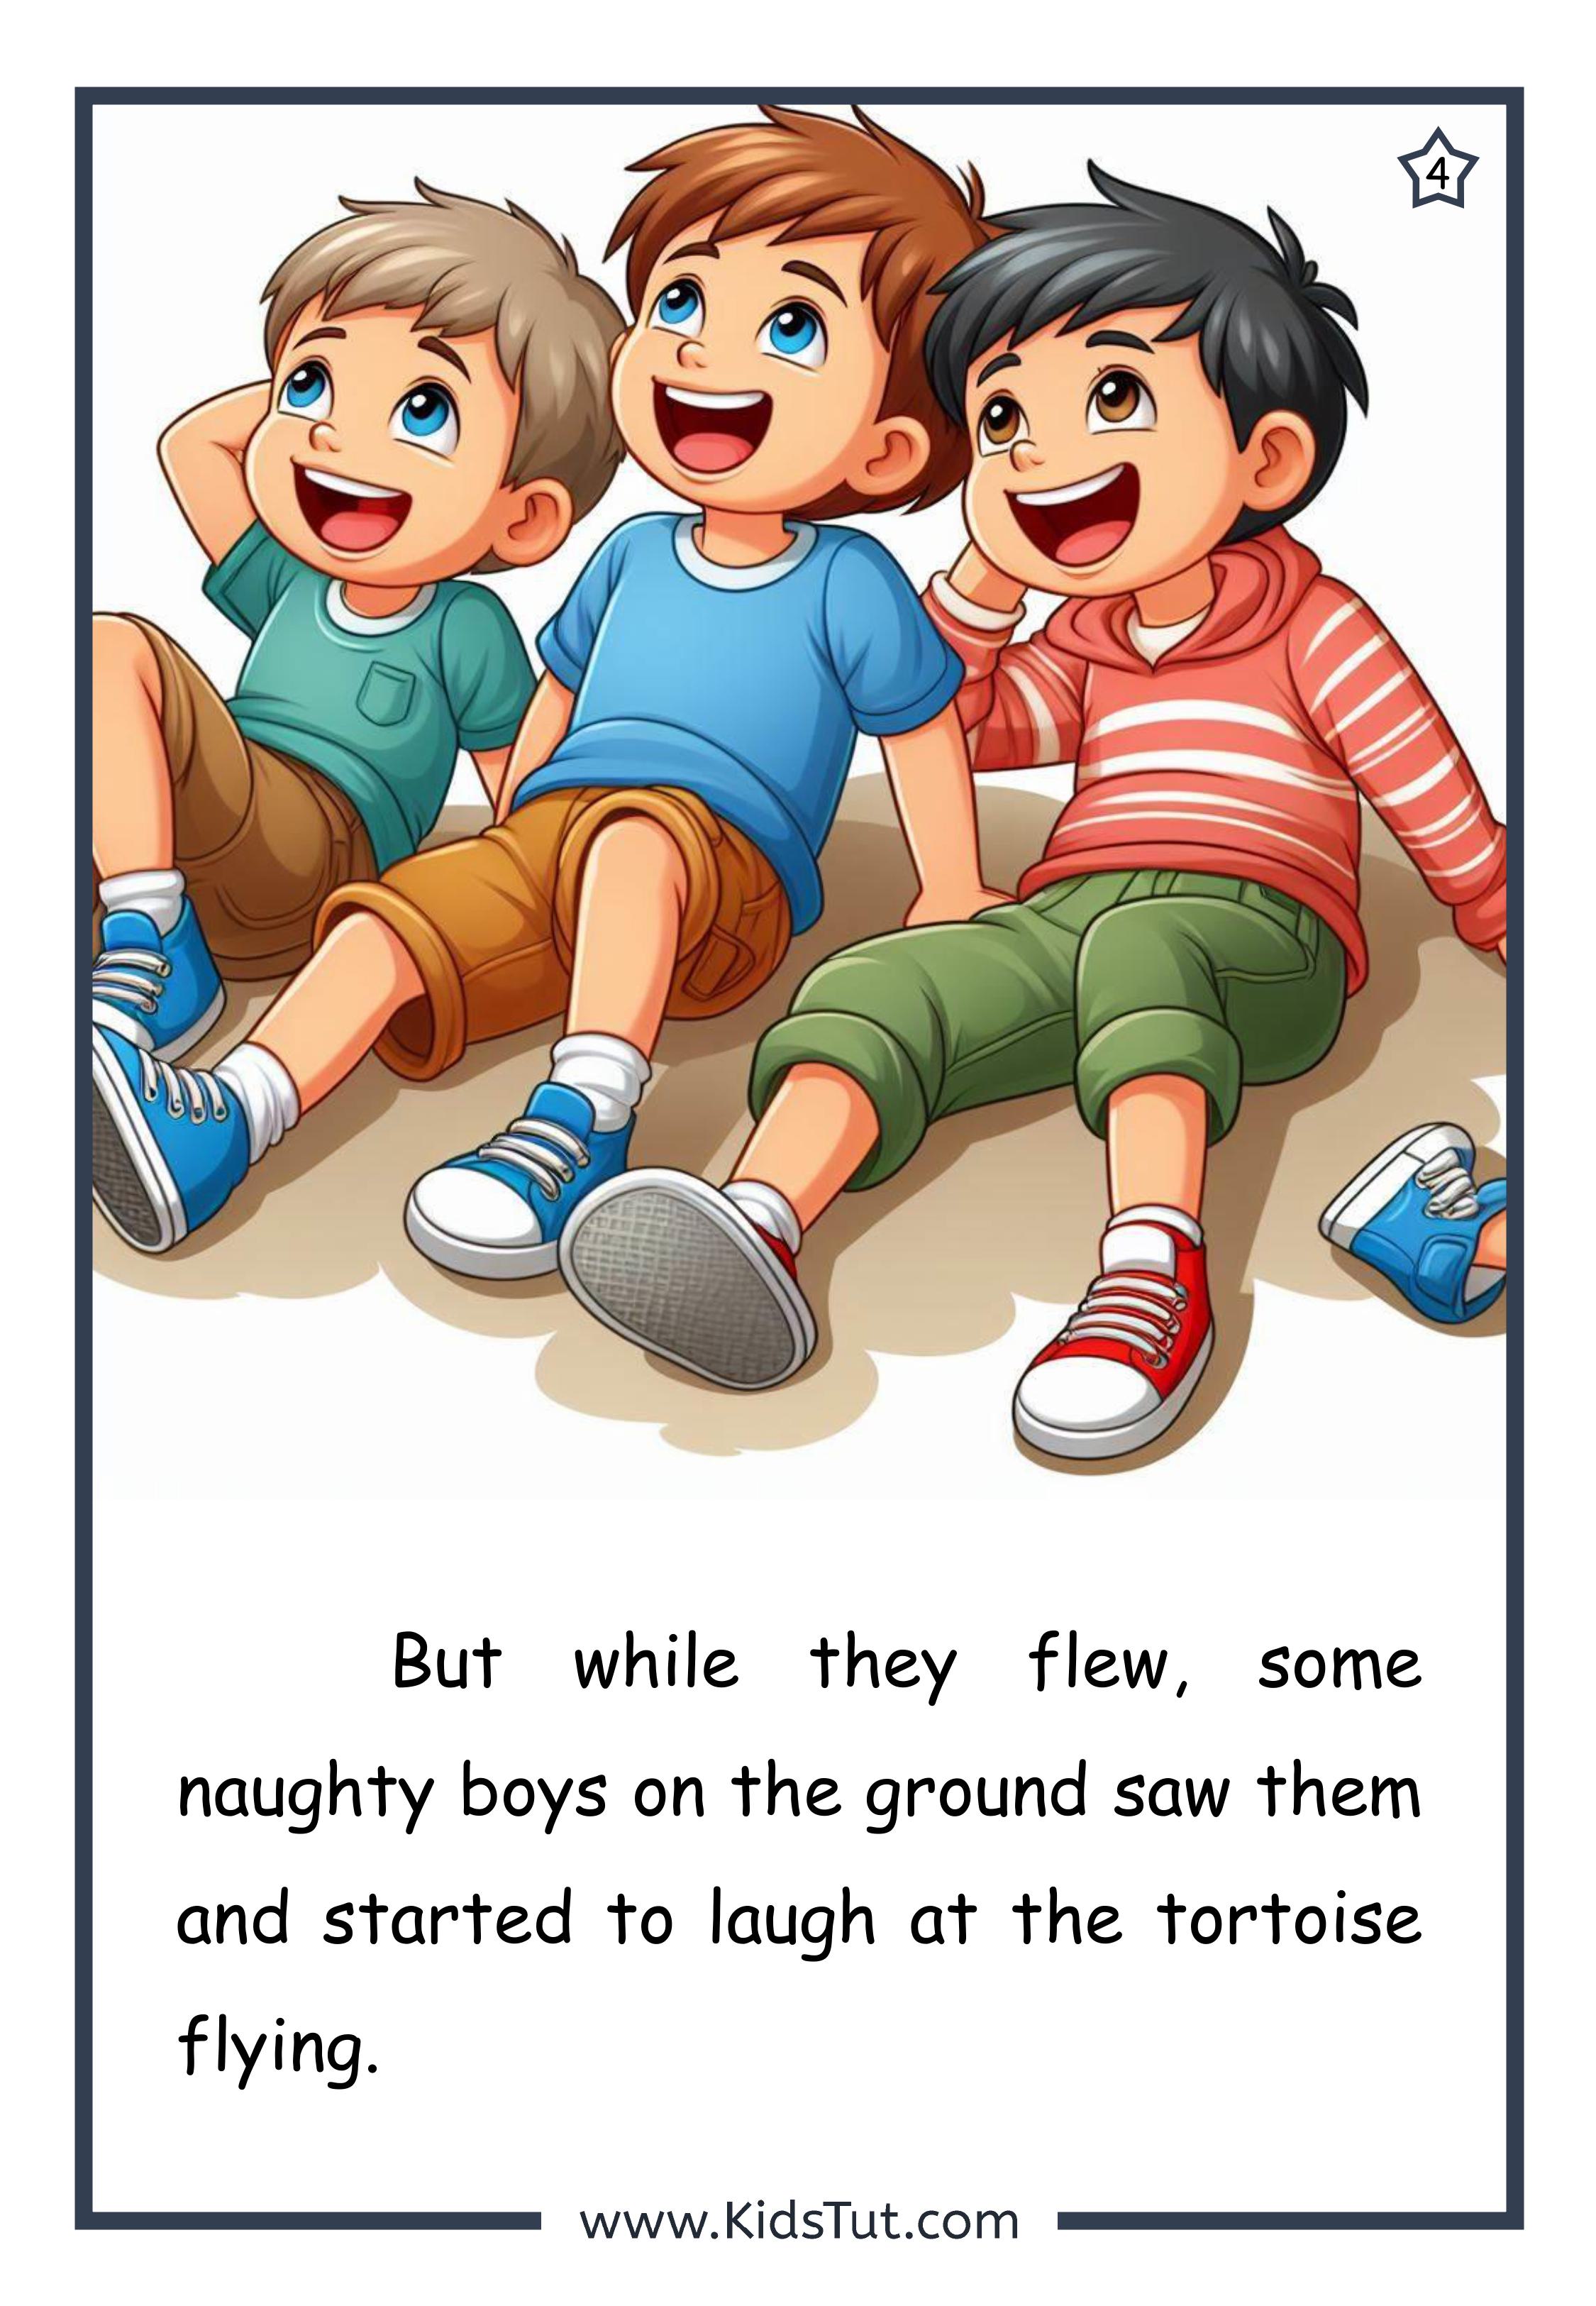 4
But while they flew, some
naughty boys on the ground saw them
and started to laugh at the tortoise
flying.
www.KidsTut.com